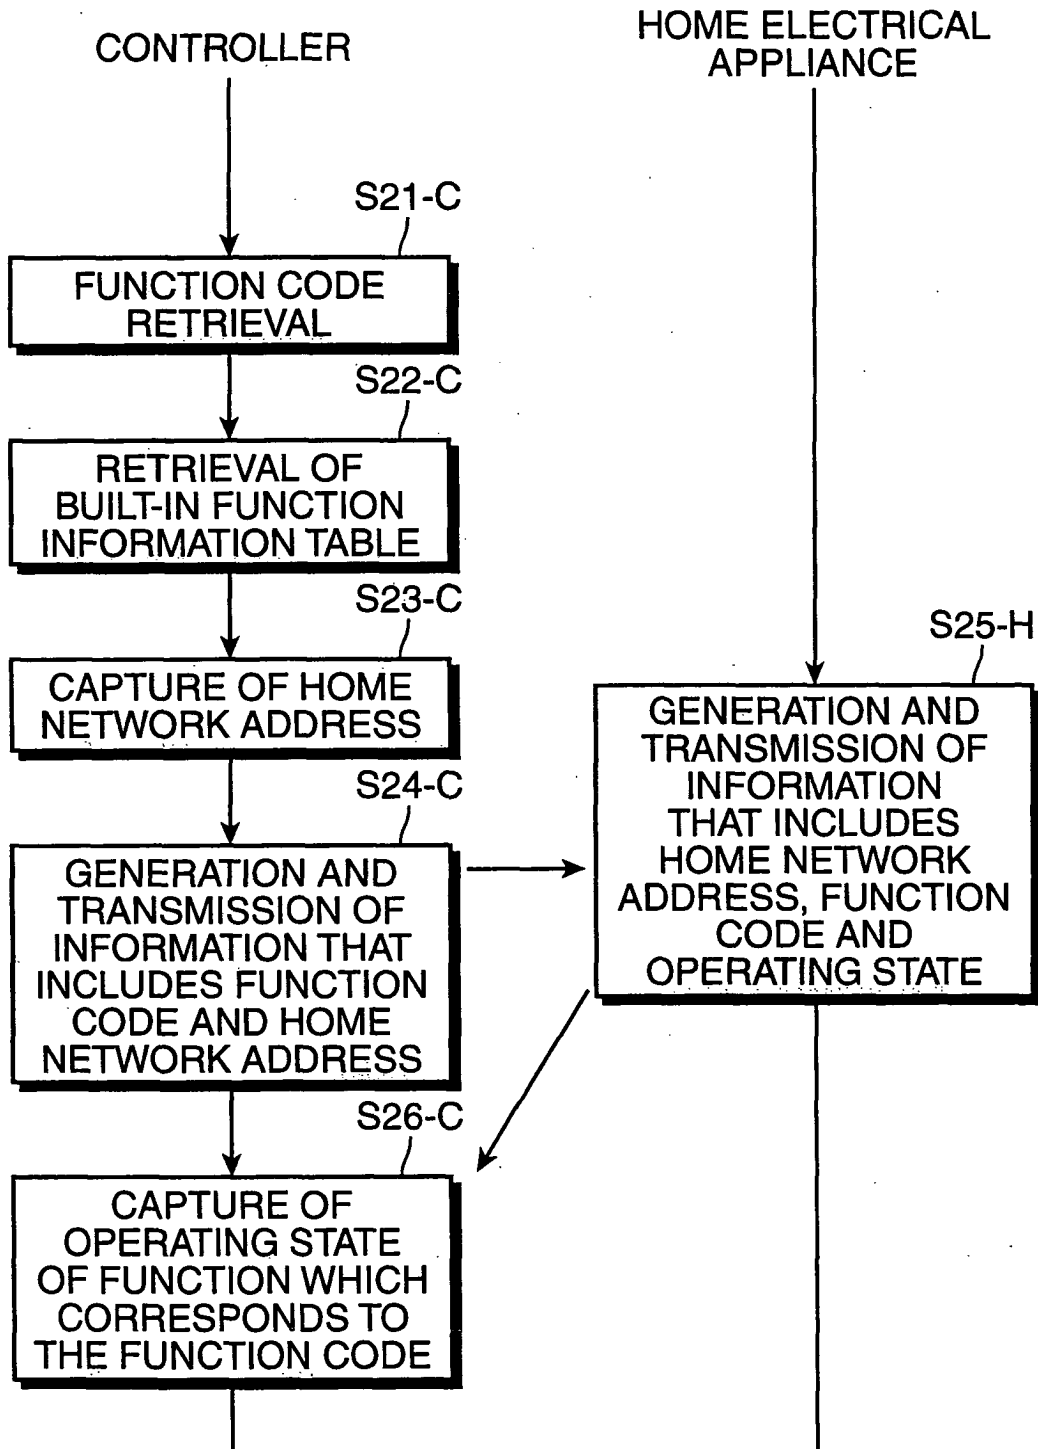 CONTROLLER
HOME ELECTRICAL
APPLIANCE
S21-C
FUNCTION CODE
RETRIEVAL
S22-C
RETRIEVAL OF
BUILT-IN FUNCTION
INFORMATION TABLE
S23-C
CAPTURE OF HOME
NETWORK ADDRESS
S24-C
GENERATION AND
TRANSMISSION OF
INFORMATION THAT
INCLUDES FUNCTION
CODE AND HOME
NETWORK ADDRESS
S25-H
GENERATION AND
TRANSMISSION OF
INFORMATION
THAT INCLUDES
HOME NETWORK
ADDRESS, FUNCTION
CODE AND
OPERATING STATE
S26-C
CAPTURE OF
OPERATING STATE
OF FUNCTION WHICH
CORRESPONDS TO
THE FUNCTION CODE